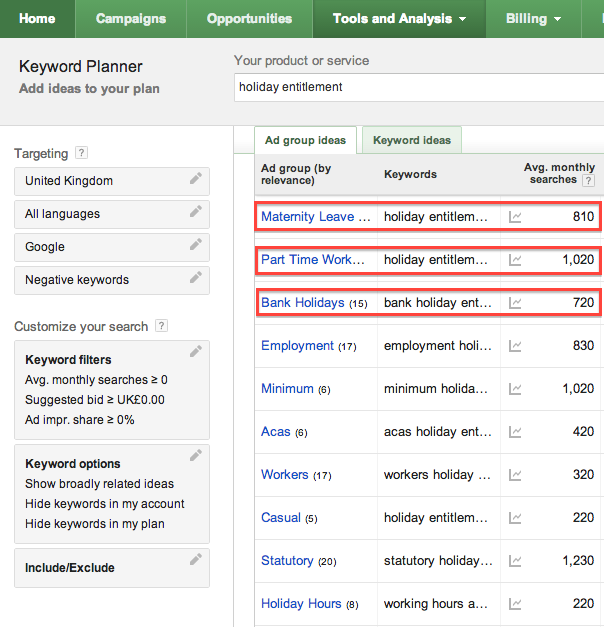 Home Campaigns Opportunities Tools and Analysis Billing
Keyword Planner
Add ideas to your plan
Your product or service
holiday entitlement
Targeting ?
United Kingdom
All languages
Google
Negative keywords
Customize your search ?
Keyword filters
Avg. monthly searches ≥ 0
Suggested bid ≥ UK£0.00
Ad impr. share ≥ 0%
Keyword options
Show broadly related ideas
Hide keywords in my account
Hide keywords in my plan
Include/Exclude
Ad group ideas Keyword ideas
Ad group (by relevance) Keywords Avg. monthly searches ?
Maternity Leave ... holiday entitlem... 810
Part Time Work... holiday entitlem... 1,020
Bank Holidays (15) bank holiday ent... 720
Employment (17) employment holi... 830
Minimum (6) minimum holida... 1,020
Acas (6) acas holiday ent... 420
Workers (17) workers holiday ... 320
Casual (5) holiday entitlem... 220
Statutory (20) statutory holiday... 1,230
Holiday Hours (8) working hours a... 220